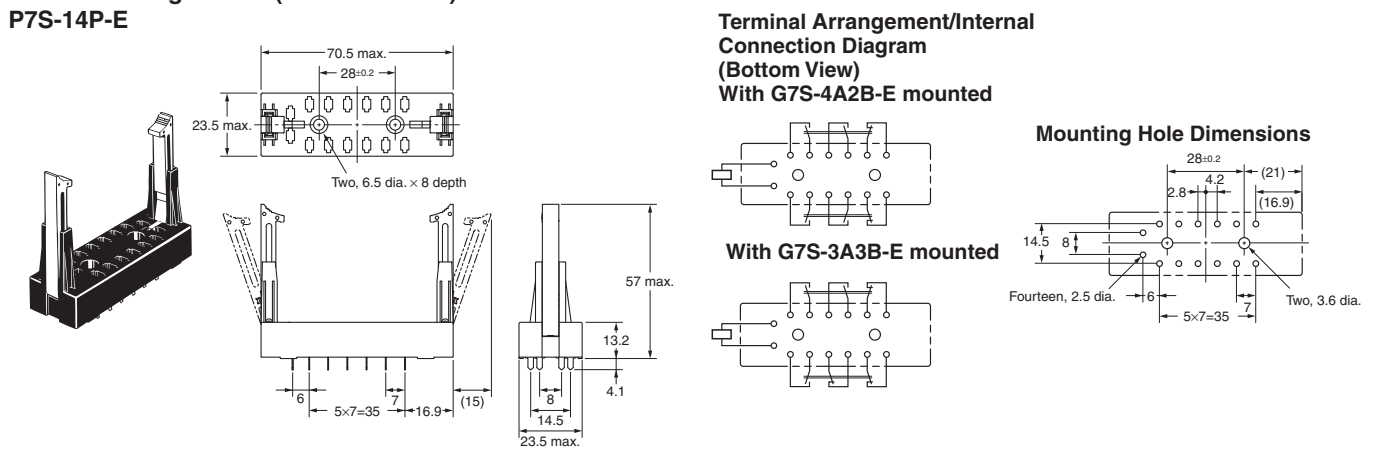 P7S-14P-E
70.5 max.
28±0.2
23.5 max.
Two, 6.5 dia. × 8 depth
57 max.
13.2
4.1
6
7
5×7=35
16.9
(15)
8
14.5
23.5 max.
Terminal Arrangement/Internal
Connection Diagram
(Bottom View)
With G7S-4A2B-E mounted
With G7S-3A3B-E mounted
Mounting Hole Dimensions
28±0.2
(21)
4.2
2.8
(16.9)
14.5
8
Fourteen, 2.5 dia.
6
7
Two, 3.6 dia.
5×7=35